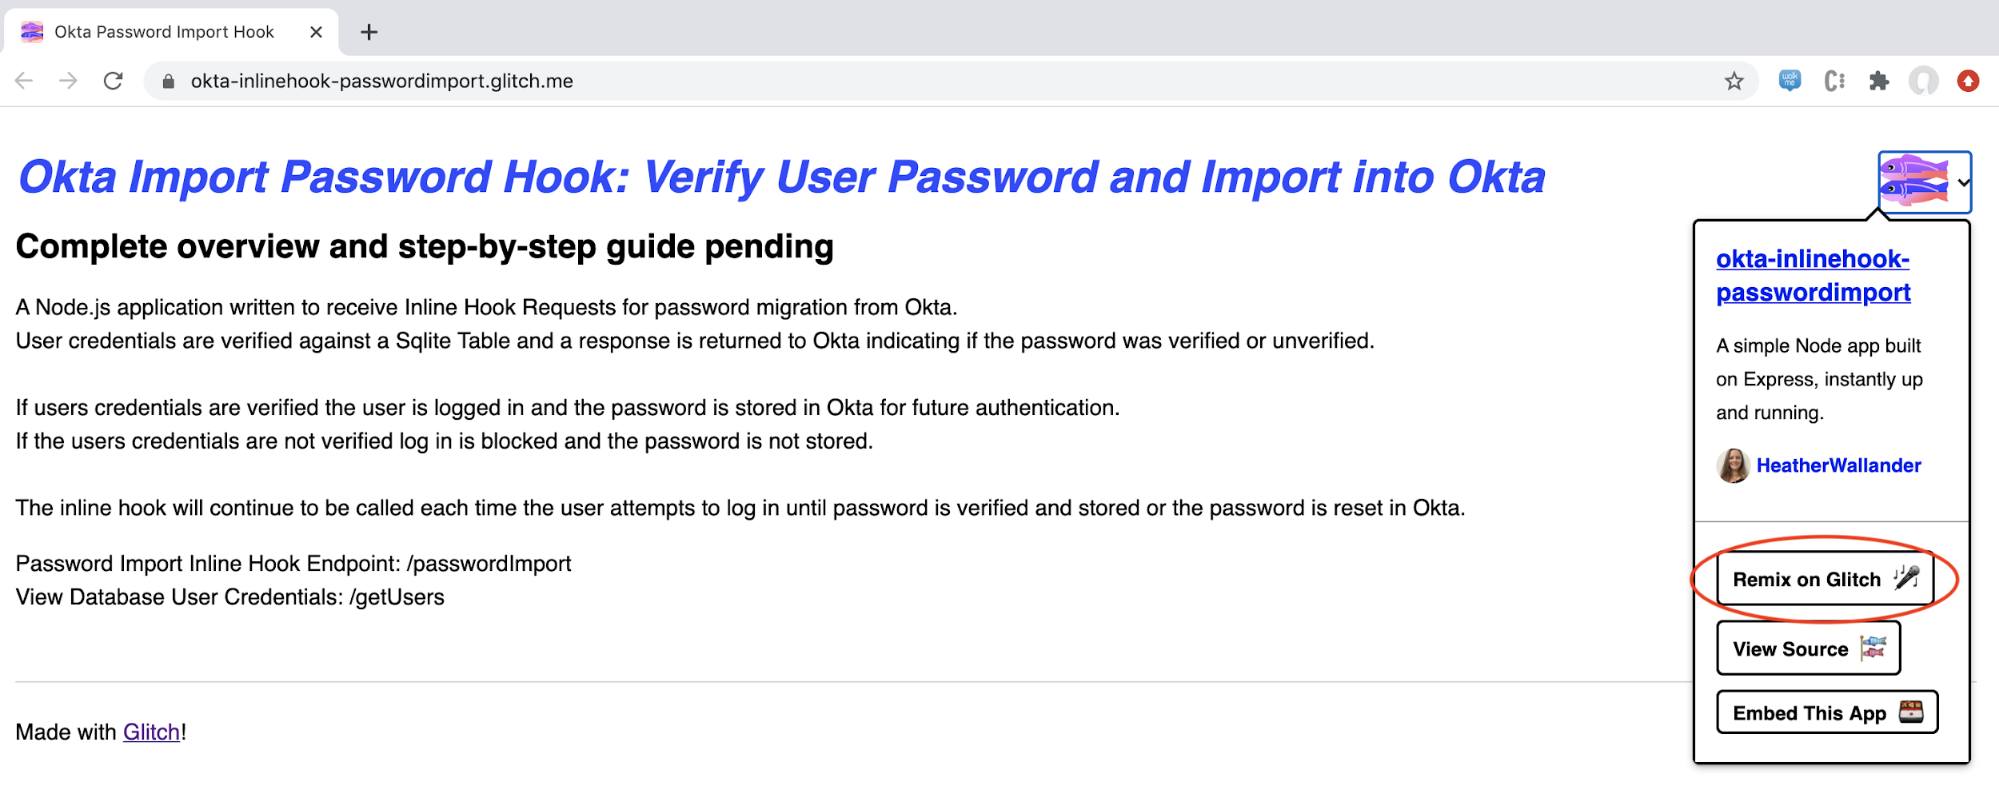 Okta Password Import Hook
okta-inlinehook-passwordimport.glitch.me
walk
me
Okta Import Password Hook: Verify User Password and Import into Okta
Complete overview and step-by-step guide pending
A Node.js application written to receive Inline Hook Requests for password migration from Okta.
User credentials are verified against a Sqlite Table and a response is returned to Okta indicating if the password was verified or unverified.
If users credentials are verified the user is logged in and the password is stored in Okta for future authentication.
If the users credentials are not verified log in is blocked and the password is not stored.
The inline hook will continue to be called each time the user attempts to log in until password is verified and stored or the password is reset in Okta.
Password Import Inline Hook Endpoint: /passwordImport
View Database User Credentials: /getUsers
Made with Glitch!
okta-inlinehook-
passwordimport
A simple Node app built
on Express, instantly up
and running.
HeatherWallander
Remix on Glitch
View Source
Embed This App